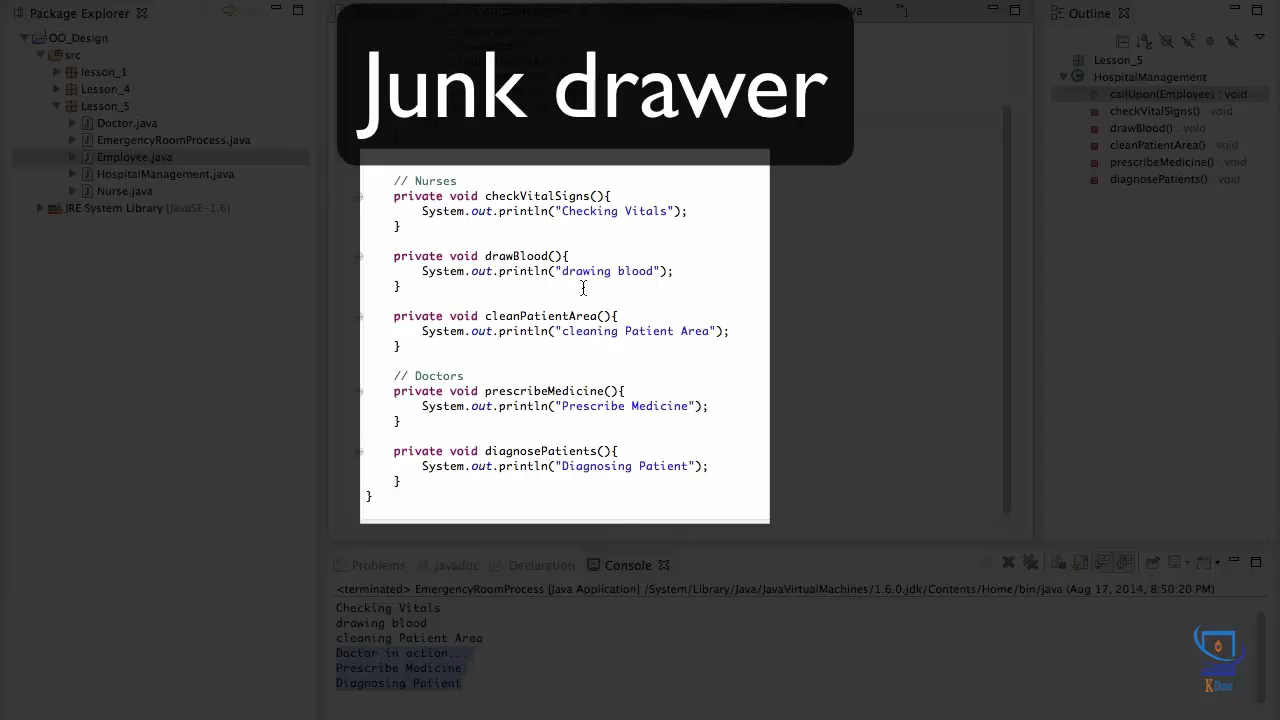 Package Explorer
OO_Design
src
lesson_1
Lesson_4
Lesson_5
Doctor.java
EmergencyRoomProcess.java
Employee.java
HospitalManagement.java
Nurse.java
JRE System Library [JavaSE-1.6]
Junk drawer
// Nurses
private void checkVitalSigns(){
System.out.println("Checking Vitals");
}
private void drawBlood(){
System.out.println("drawing blood");
}
private void cleanPatientArea(){
System.out.println("cleaning Patient Area");
}
// Doctors
private void prescribeMedicine(){
System.out.println("Prescribe Medicine");
}
private void diagnosePatients(){
System.out.println("Diagnosing Patient");
}
}
Outline
Lesson_5
HospitalManagement
callUpon(Employee) : void
checkVitalSigns() : void
drawBlood() : void
cleanPatientArea() : void
prescribeMedicine() : void
diagnosePatients() : void
Problems @ Javadoc Declaration Console
<terminated> EmergencyRoomProcess [Java Application] /System/Library/Java/JavaVirtualMachines/1.6.0.jdk/Contents/Home/bin/java (Aug 17, 2014, 8:50:20 PM)
Checking Vitals
drawing blood
cleaning Patient Area
Doctor in action...
Prescribe Medicine
Diagnosing Patient